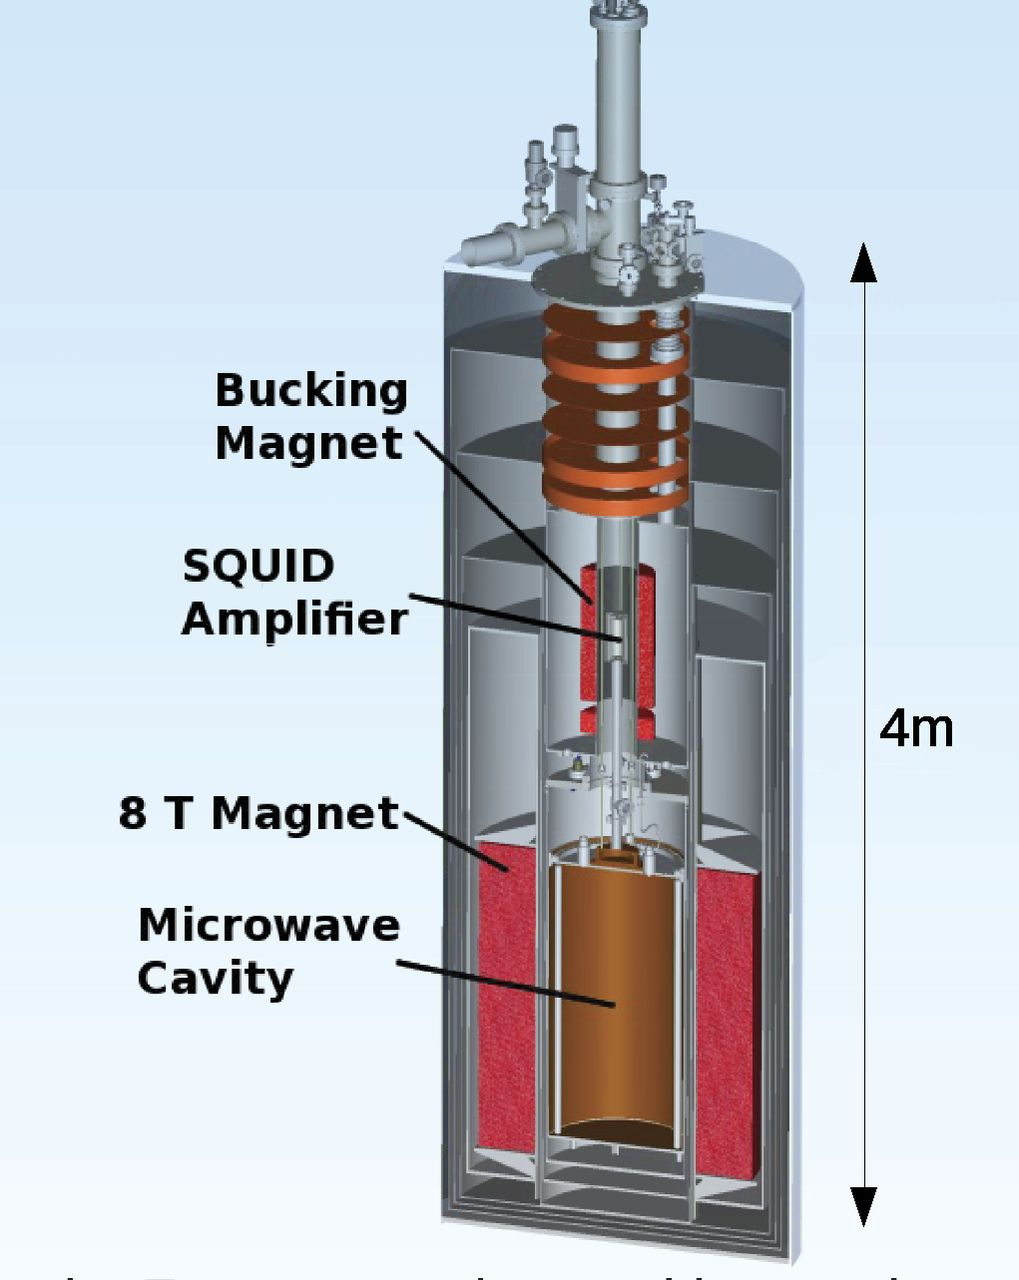 Bucking
Magnet
SQUID
Amplifier
4m
8 T Magnet
Microwave
Cavity